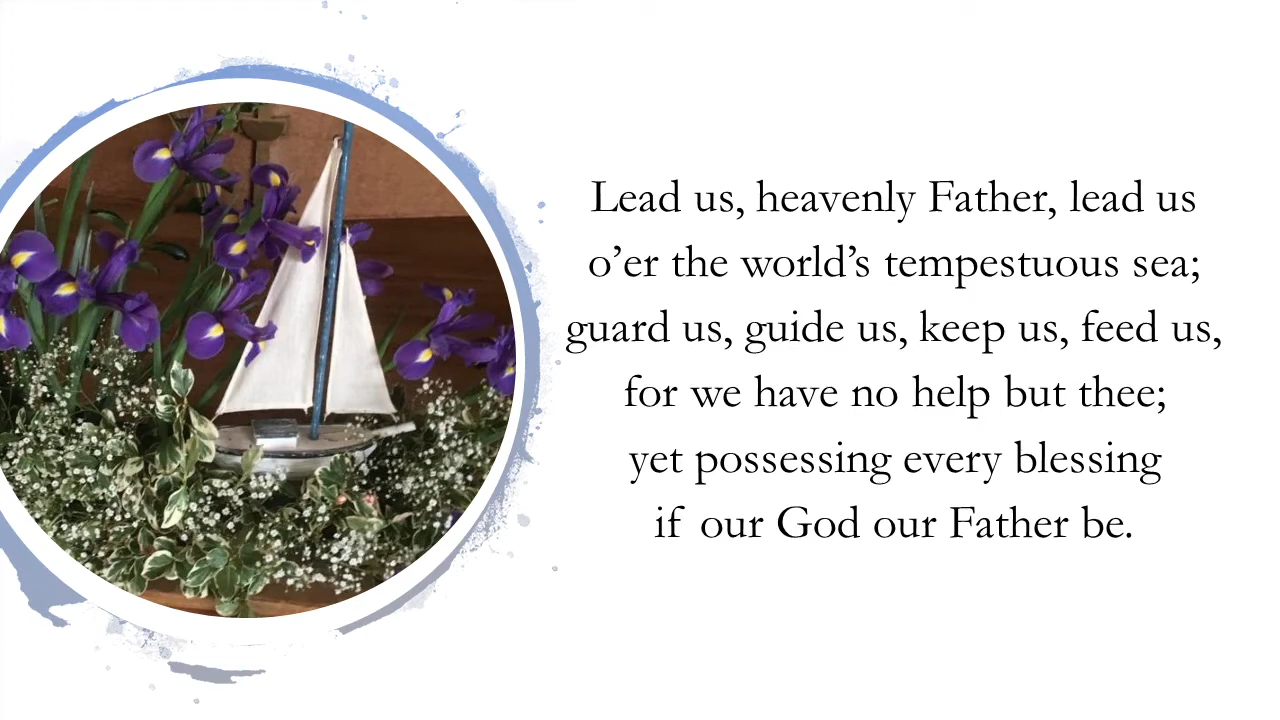 Lead us, heavenly Father, lead us
o’er the world’s tempestuous sea;
guard us, guide us, keep us, feed us,
for we have no help but thee;
yet possessing every blessing
if our God our Father be.